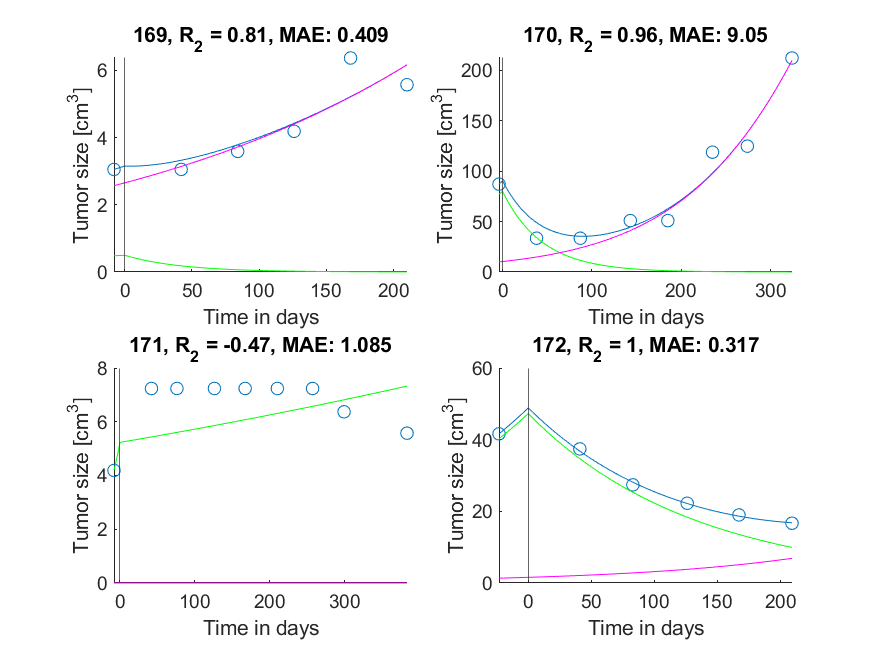 169, R2 = 0.81, MAE: 0.409
Tumor size [cm3]
6
4
2
0
0 50 100 150 200
Time in days
170, R2 = 0.96, MAE: 9.05
Tumor size [cm3]
200
150
100
50
0
0 100 200 300
Time in days
171, R2 = -0.47, MAE: 1.085
Tumor size [cm3]
8
6
4
2
0
0 100 200 300
Time in days
172, R2 = 1, MAE: 0.317
Tumor size [cm3]
60
40
20
0
0 50 100 150 200
Time in days